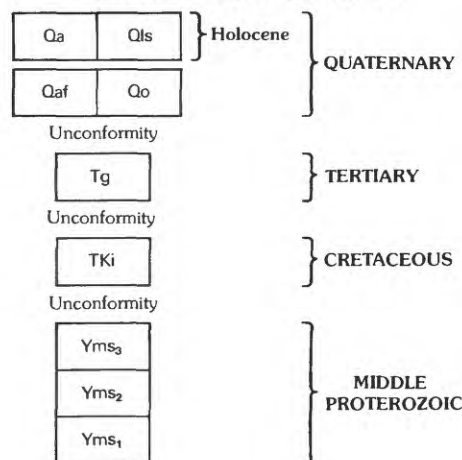 Qa Qls Holocene
QUATERNARY
Qaf Qo
Unconformity
Tg TERTIARY
Unconformity
TKi CRETACEOUS
Unconformity
Yms₃
Yms₂ MIDDLE
PROTEROZOIC
Yms₁